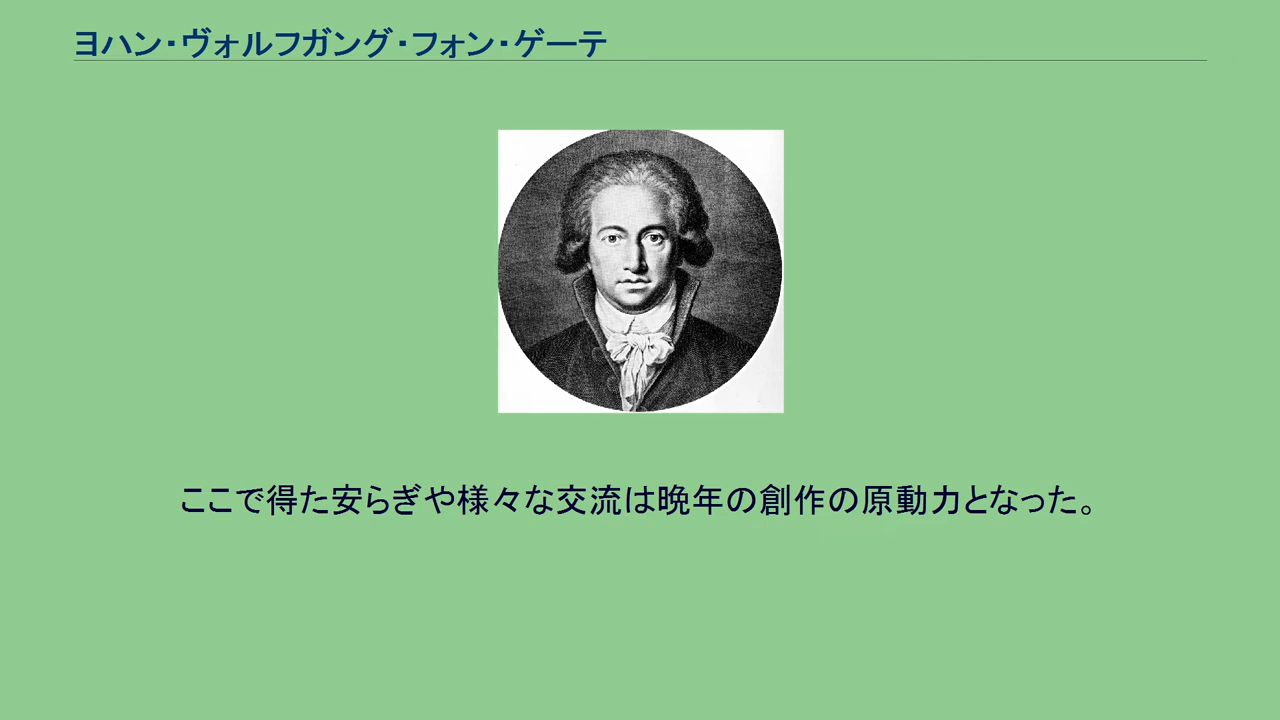 ヨハン・ヴォルフガング・フォン・ゲーテ
ここで得た安らぎや様々な交流は晩年の創作の原動力となった。